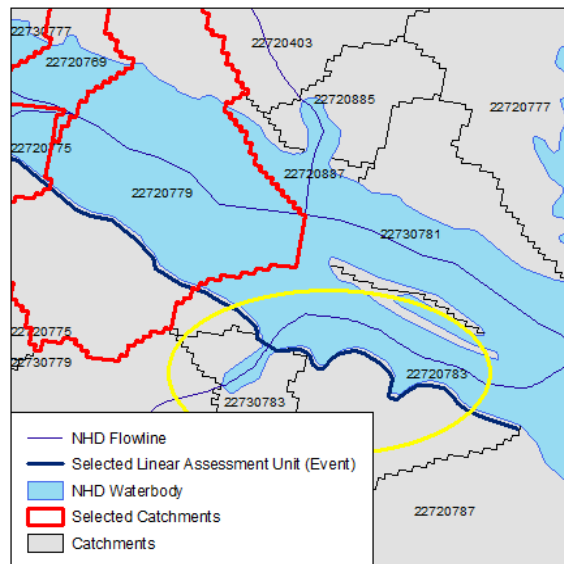 22730777
22720403
22720769
22720885
22720777
22720775
22720887
22720779
22730781
22720775
22730779
22720783
22730783
NHD Flowline
Selected Linear Assessment Unit (Event)
NHD Waterbody
Selected Catchments
Catchments
22720787